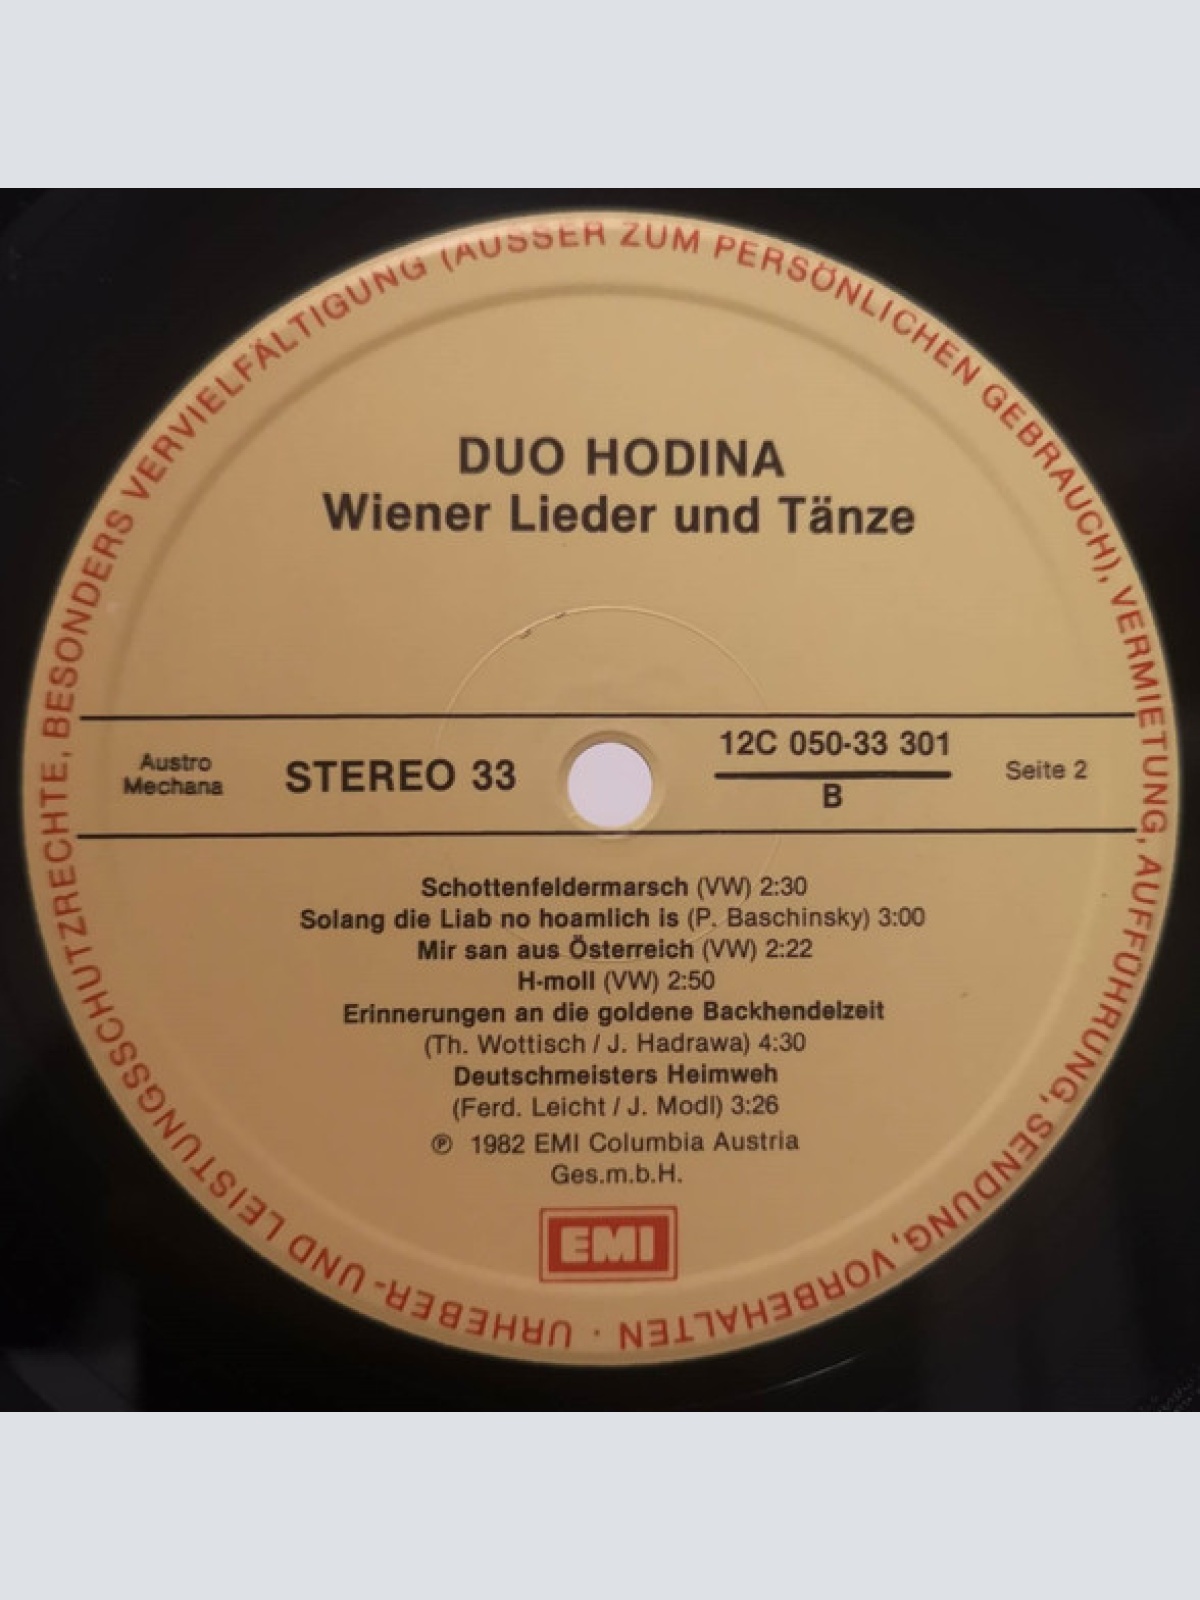 DUO HODINA
Wiener Lieder und Tänze
Austro
Mechana
STEREO 33
12C 050-33 301
B
Seite 2
Schottenfeldermarsch (VW) 2:30
Solang die Liab no hoamlich is (P. Baschinsky) 3:00
Mir san aus Österreich (VW) 2:22
H-moll (VW) 2:50
Erinnerungen an die goldene Backhendelzeit
(Th. Wottisch / J. Hadrawa) 4:30
Deutschmeisters Heimweh
(Ferd. Leicht / J. Modl) 3:26
℗ 1982 EMI Columbia Austria
Ges.m.b.H.
EMI
URHEBER- UND LEISTUNGSSCHUTZRECHTE, BESONDERS VERVIELFÄLTIGUNG (AUSSER ZUM PERSÖNLICHEN GEBRAUCH), VERMIETUNG, AUFFÜHRUNG, SENDUNG, VORBEHALTEN ·